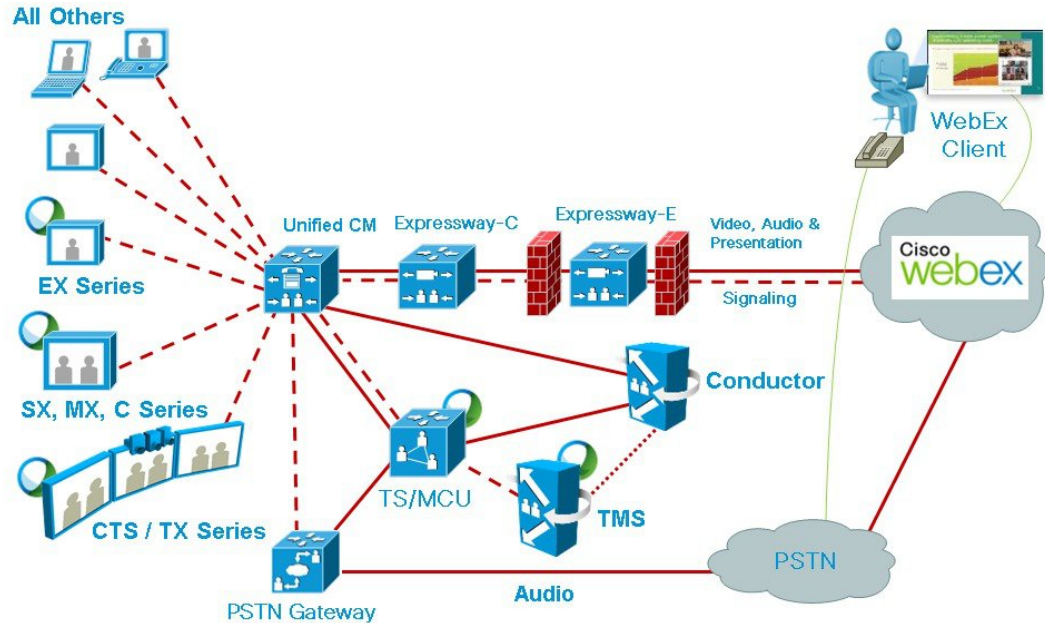 All Others
WebEx
Client
Unified CM
Expressway-C
Expressway-E
Video, Audio &
Presentation
Signaling
Cisco
webex
EX Series
SX, MX, C Series
Conductor
TS/MCU
TMS
CTS / TX Series
PSTN
Audio
PSTN Gateway